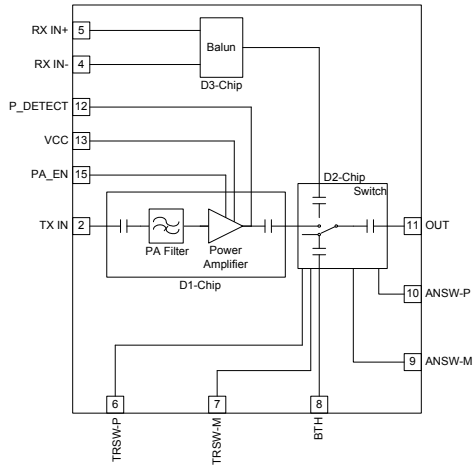 RX IN+
5
Balun
RX IN-
4
D3-Chip
P_DETECT
12
VCC
13
PA_EN
15
D2-Chip
Switch
TX IN
2
PA Filter
Power
Amplifier
D1-Chip
11
OUT
10
ANSW-P
9
ANSW-M
6
TRSW-P
7
TRSW-M
8
BTH